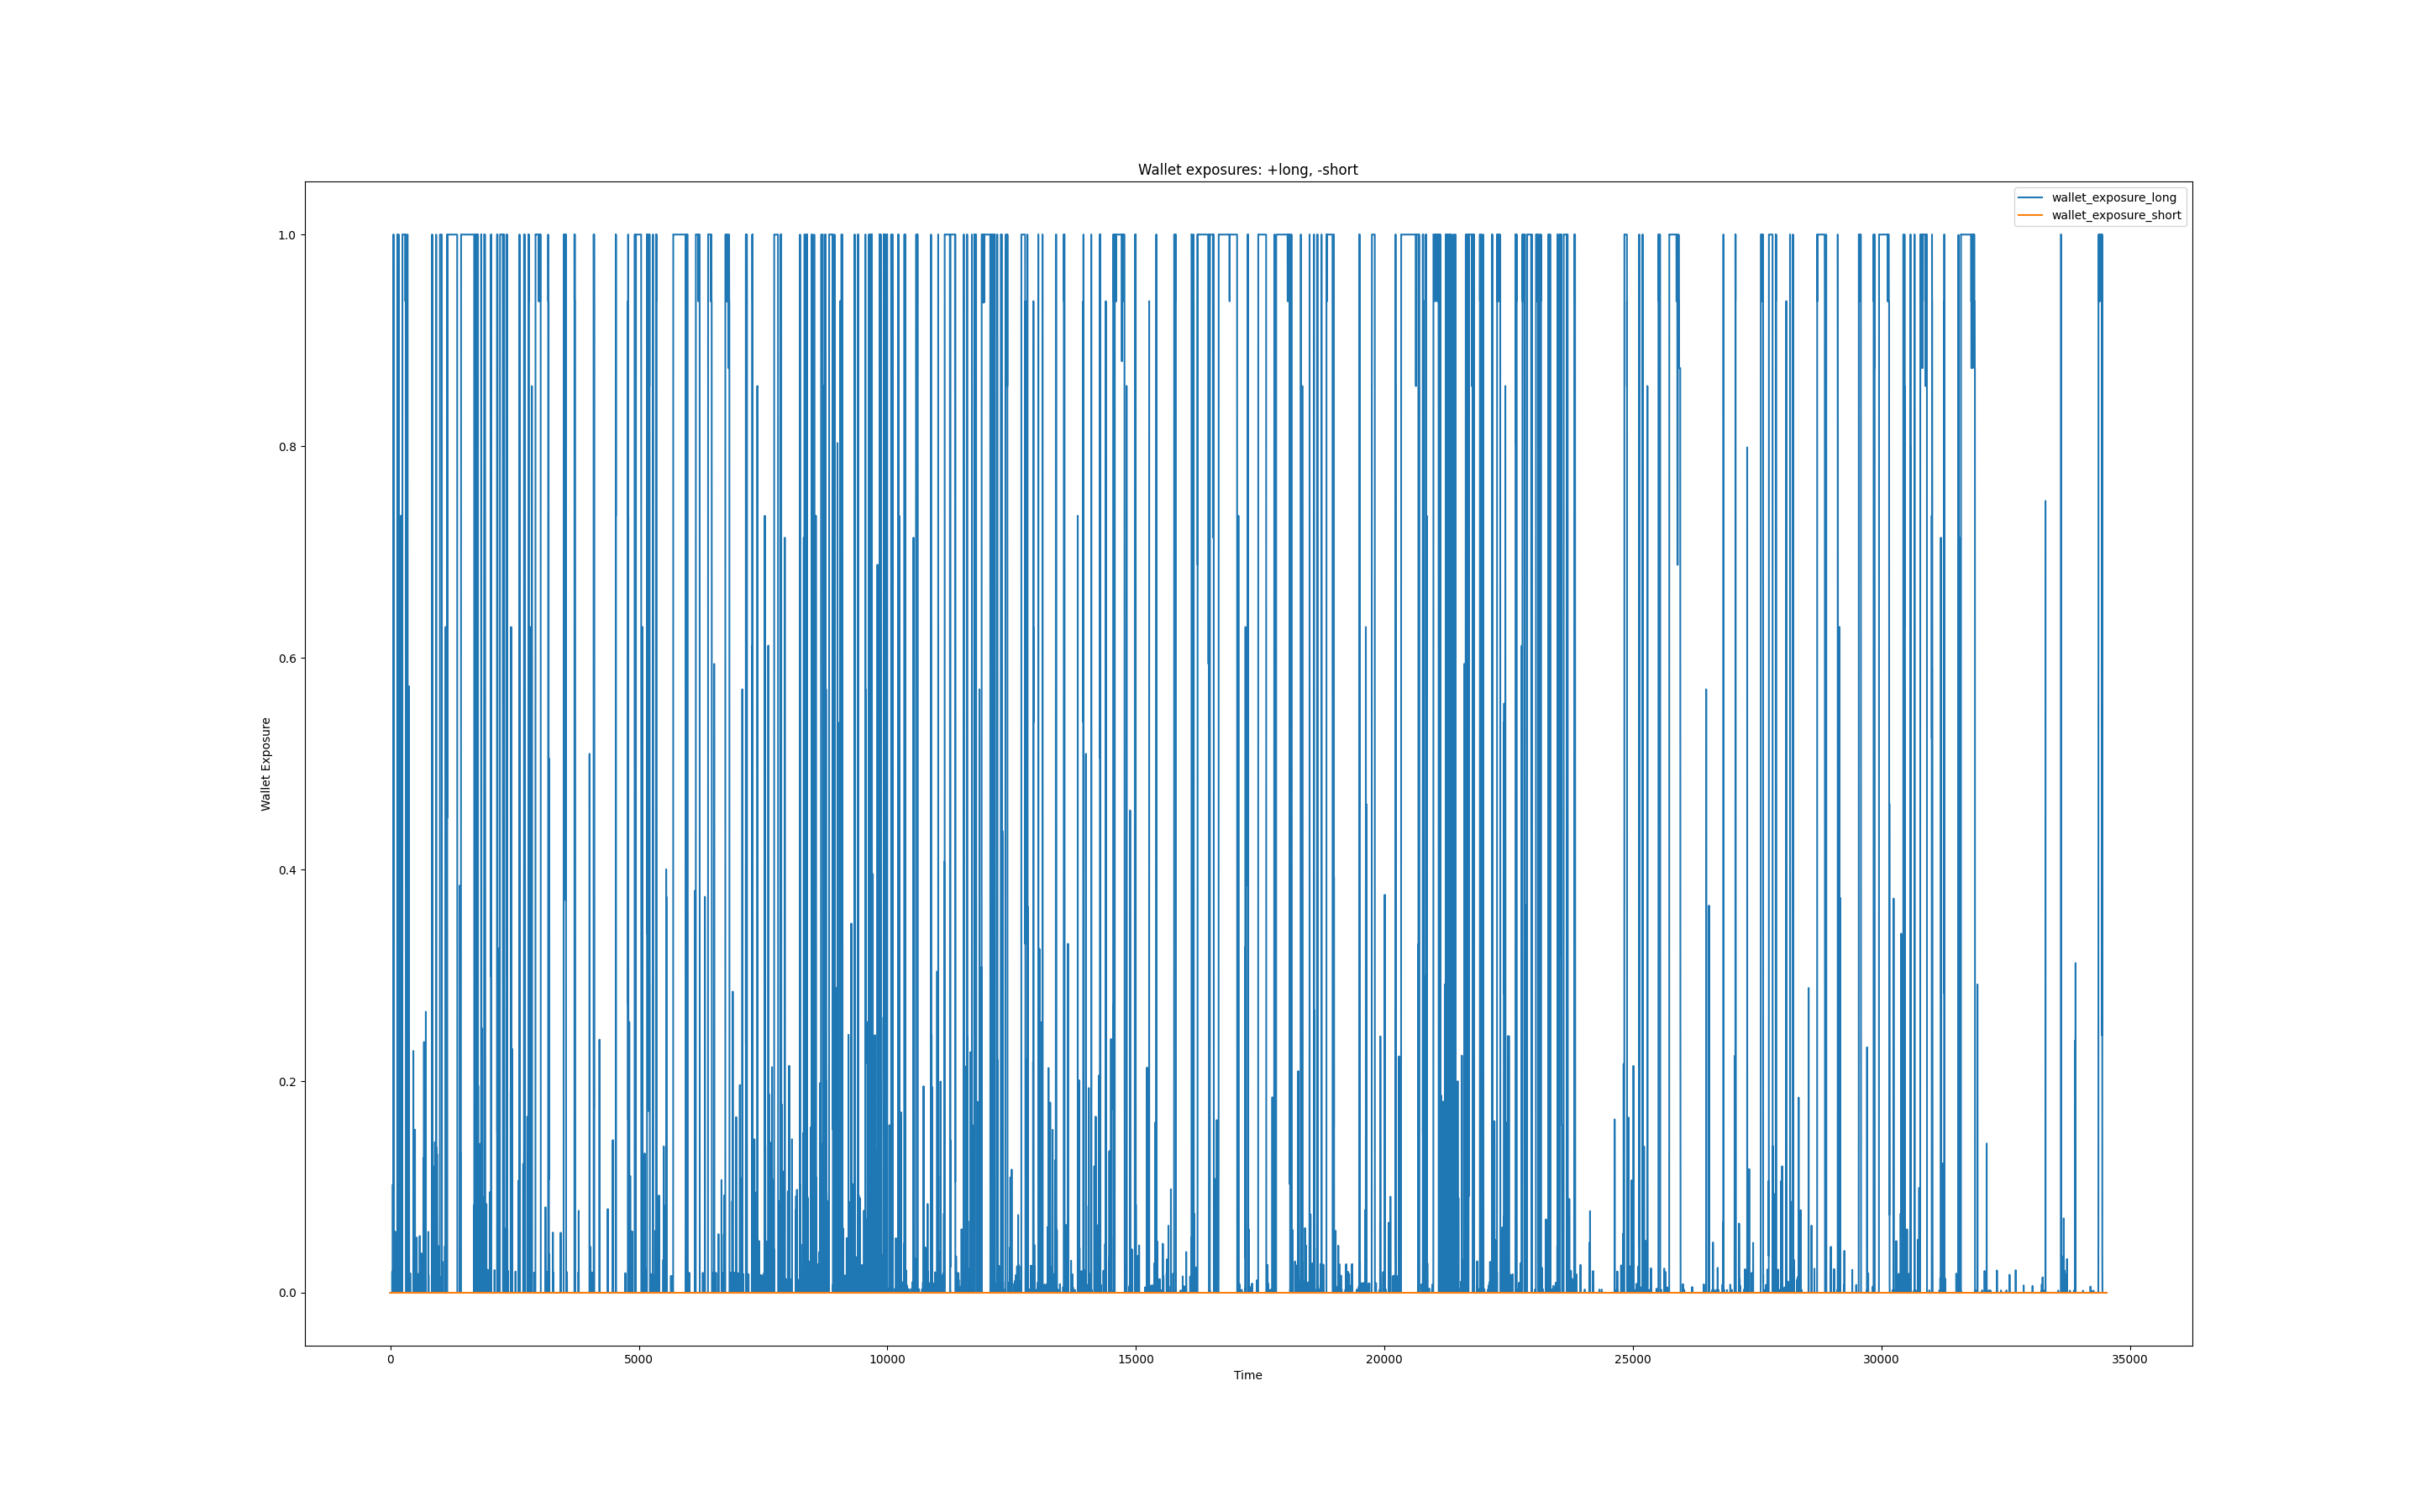 Wallet exposures: +long, -short
wallet_exposure_long
wallet_exposure_short
1.0
0.8
0.6
0.4
0.2
0.0
Wallet Exposure
0 5000 10000 15000 20000 25000 30000 35000
Time